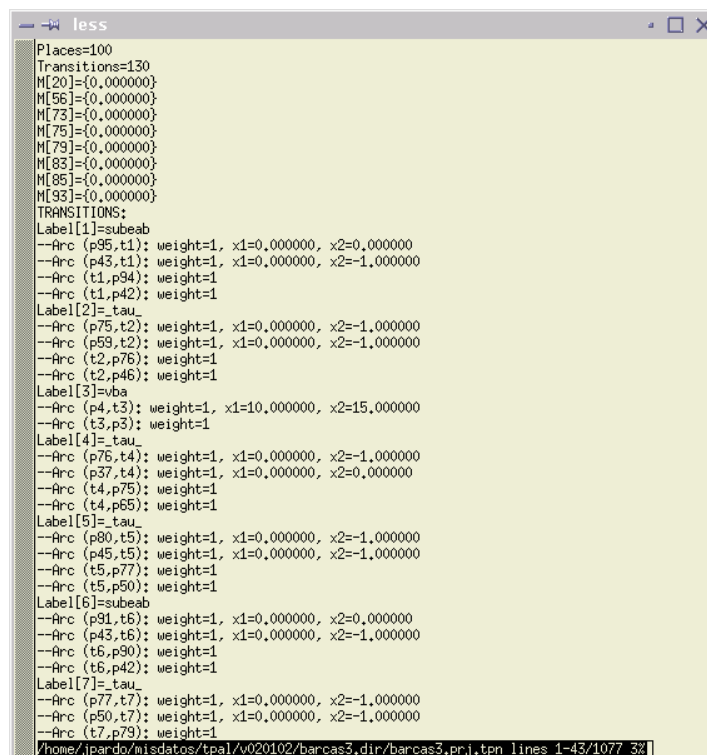 less
Places=100
Transitions=130
M[20]={0.000000}
M[56]={0.000000}
M[73]={0.000000}
M[75]={0.000000}
M[79]={0.000000}
M[83]={0.000000}
M[85]={0.000000}
M[93]={0.000000}
TRANSITIONS:
Label[1]=subeab
--Arc (p95,t1): weight=1, x1=0.000000, x2=0.000000
--Arc (p43,t1): weight=1, x1=0.000000, x2=-1.000000
--Arc (t1,p94): weight=1
--Arc (t1,p42): weight=1
Label[2]=_tau_
--Arc (p75,t2): weight=1, x1=0.000000, x2=-1.000000
--Arc (p59,t2): weight=1, x1=0.000000, x2=-1.000000
--Arc (t2,p76): weight=1
--Arc (t2,p46): weight=1
Label[3]=vba
--Arc (p4,t3): weight=1, x1=10.000000, x2=15.000000
--Arc (t3,p3): weight=1
Label[4]=_tau_
--Arc (p76,t4): weight=1, x1=0.000000, x2=-1.000000
--Arc (p37,t4): weight=1, x1=0.000000, x2=0.000000
--Arc (t4,p75): weight=1
--Arc (t4,p65): weight=1
Label[5]=_tau_
--Arc (p80,t5): weight=1, x1=0.000000, x2=-1.000000
--Arc (p45,t5): weight=1, x1=0.000000, x2=-1.000000
--Arc (t5,p77): weight=1
--Arc (t5,p50): weight=1
Label[6]=subeab
--Arc (p91,t6): weight=1, x1=0.000000, x2=0.000000
--Arc (p43,t6): weight=1, x1=0.000000, x2=-1.000000
--Arc (t6,p90): weight=1
--Arc (t6,p42): weight=1
Label[7]=_tau_
--Arc (p77,t7): weight=1, x1=0.000000, x2=-1.000000
--Arc (p50,t7): weight=1, x1=0.000000, x2=-1.000000
--Arc (t7,p79): weight=1
/home/jpardo/misdatos/tpal/v020102/barcas3.dir/barcas3.prj.tpn lines 1-43/1077 3%